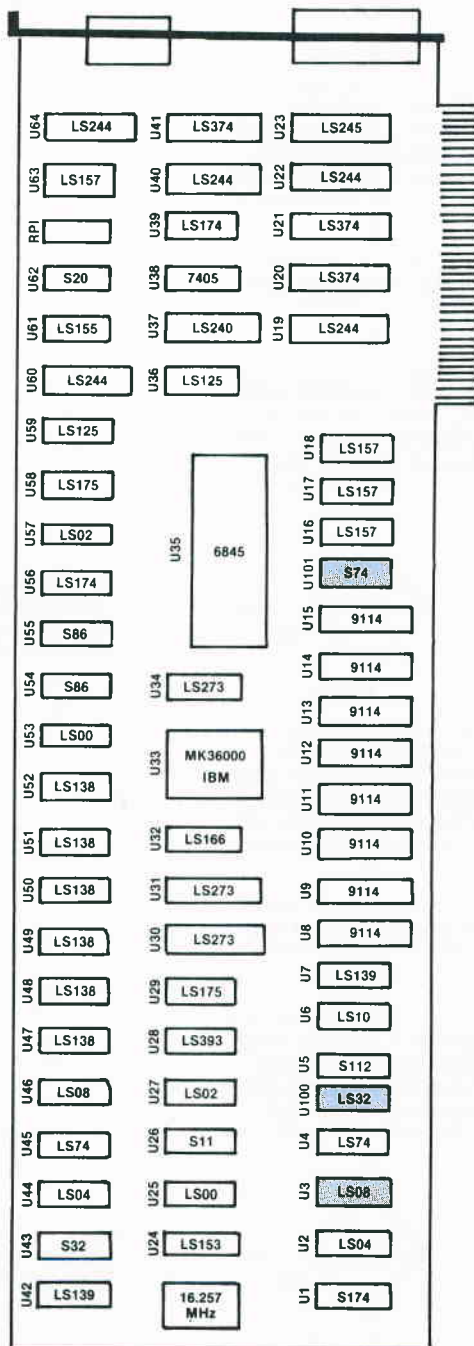 U64 LS244 U41 LS374 U23 LS245
U63 LS157 U40 LS244 U22 LS244
RPI U39 LS174 U21 LS374
U62 S20 U38 7405 U20 LS374
U61 LS155 U37 LS240 U19 LS244
U60 LS244 U36 LS125
U59 LS125 U18 LS157
U58 LS175 U17 LS157
U57 LS02 U35 6845 U16 LS157
U56 LS174 U101 S74
U55 S86 U15 9114
U54 S86 U34 LS273 U14 9114
U53 LS00 U33 MK36000 U13 9114
IBM U12 9114
U52 LS138 U11 9114
U51 LS138 U32 LS166 U10 9114
U50 LS138 U31 LS273 U9 9114
U49 LS138 U30 LS273 U8 9114
U48 LS138 U29 LS175 U7 LS139
U47 LS138 U28 LS393 U6 LS10
U5 S112
U46 LS08 U27 LS02 U100 LS32
U45 LS74 U26 S11 U4 LS74
U44 LS04 U25 LS00 U3 LS08
U43 S32 U24 LS153 U2 LS04
U42 LS139 16.257 U1 S174
MHz